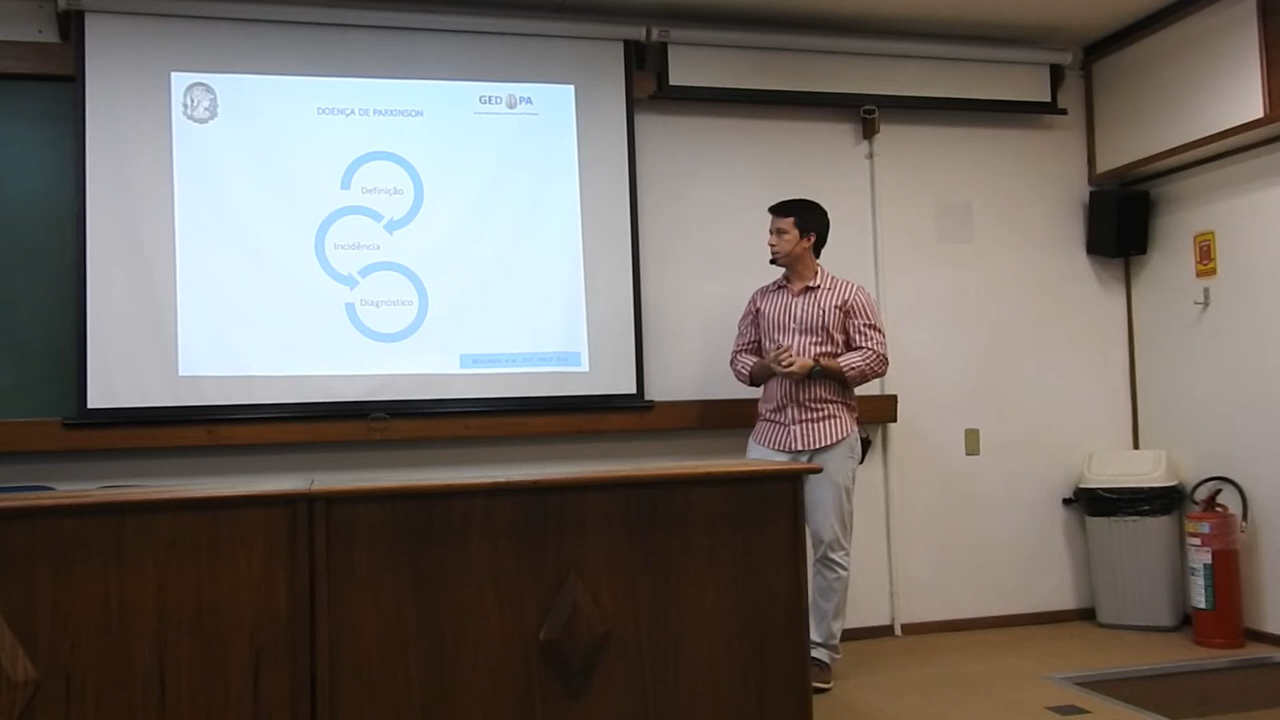 GED PA
DOENÇA DE PARKINSON
Definição
Incidência
Diagnóstico